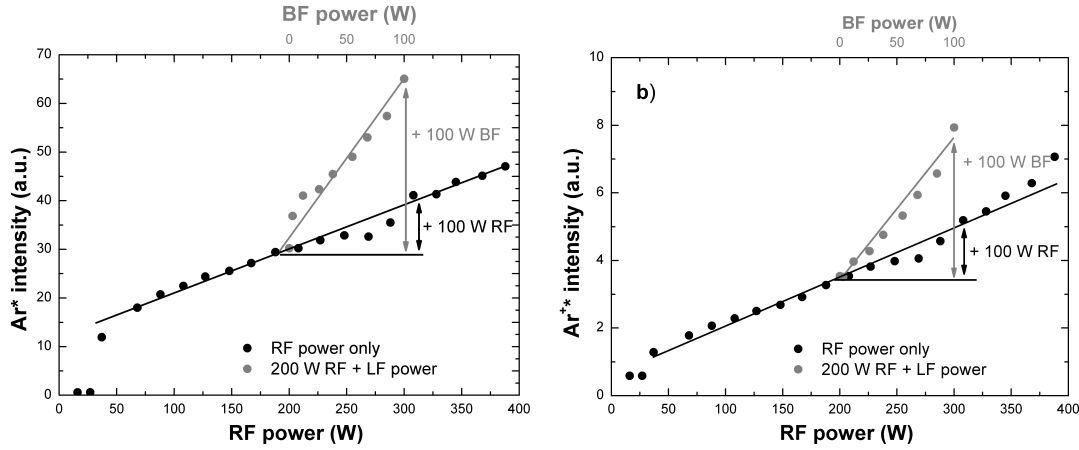 BF power (W)
0 50 100
70
60
50
40
30
20
10
0
Ar* intensity (a.u.)
+ 100 W BF
+ 100 W RF
RF power only
200 W RF + LF power
0 50 100 150 200 250 300 350 400
RF power (W)
BF power (W)
0 50 100
b)
10
8
6
4
2
0
Ar⁺* intensity (a.u.)
+ 100 W BF
+ 100 W RF
RF power only
200 W RF + LF power
0 50 100 150 200 250 300 350 400
RF power (W)